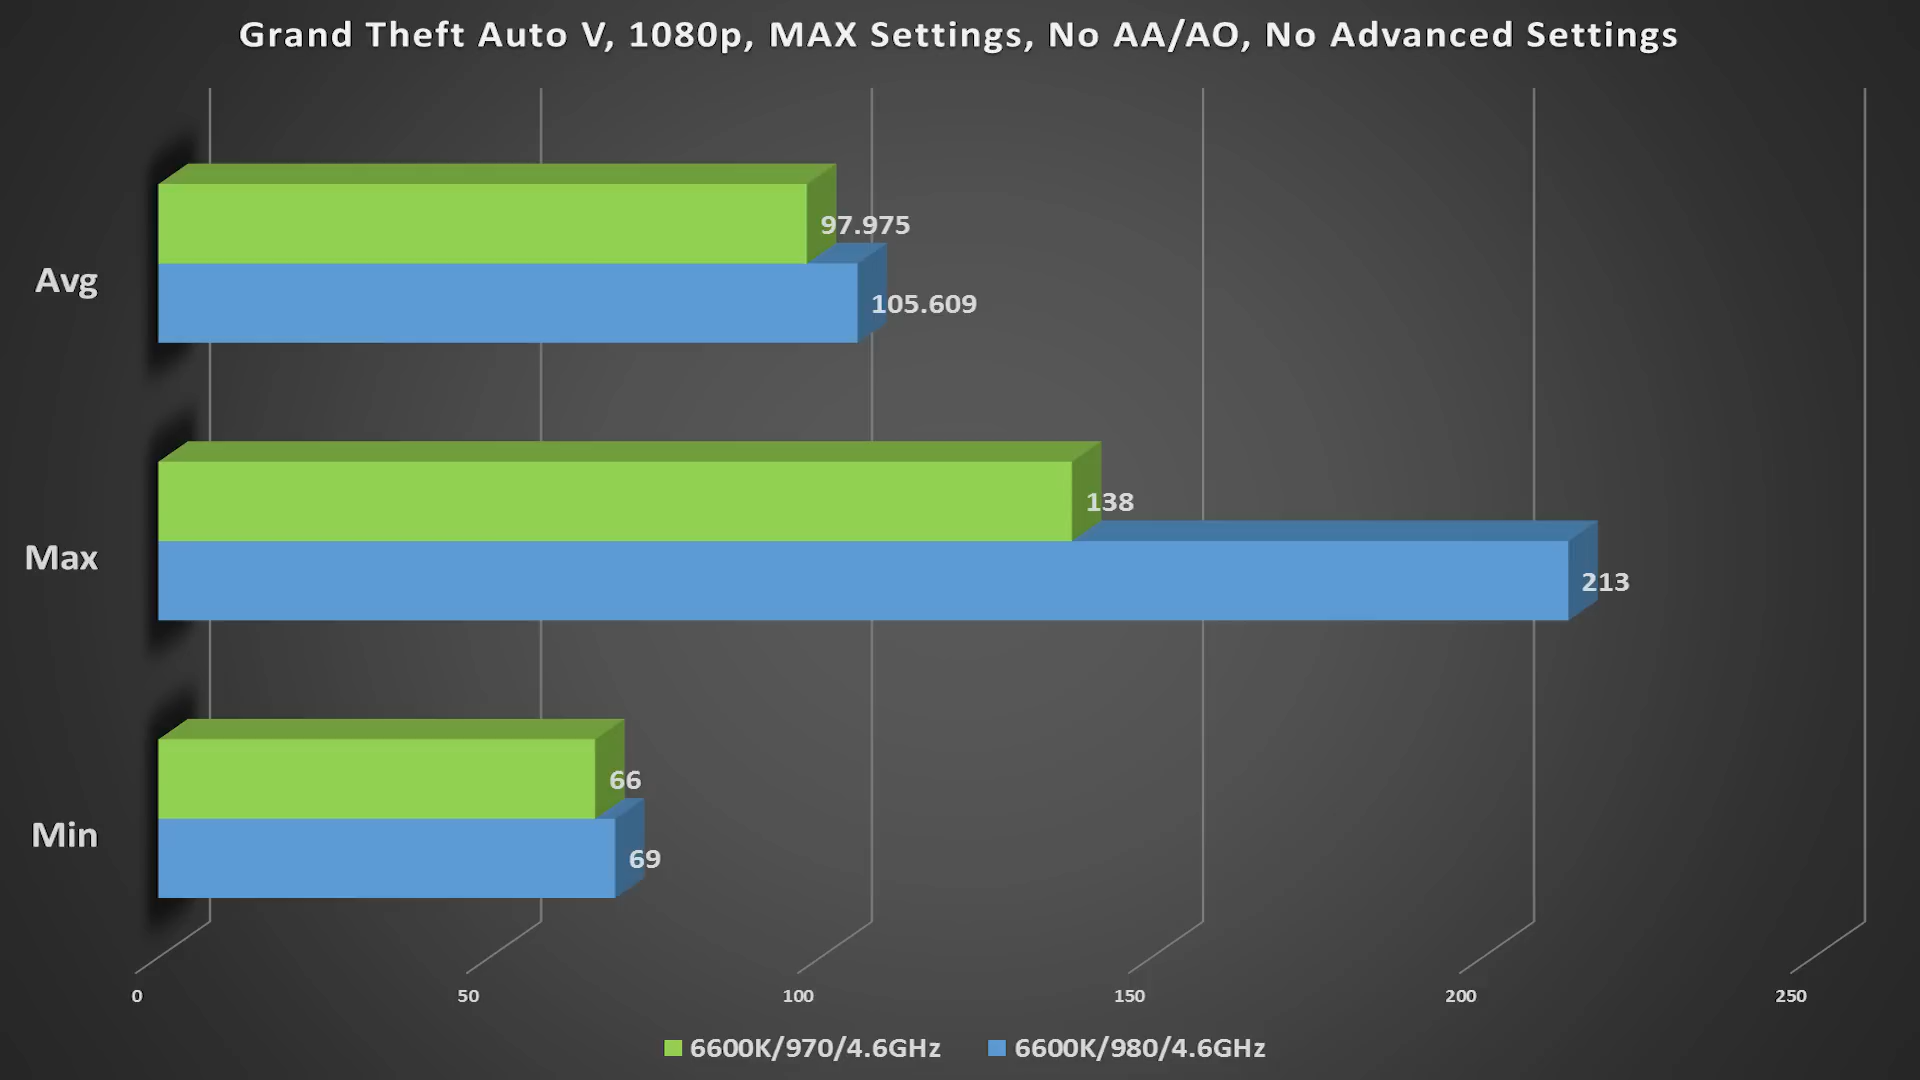 Grand Theft Auto V, 1080p, MAX Settings, No AA/AO, No Advanced Settings
97.975
Avg
105.609
138
Max
213
66
Min
69
0 50 100 150 200 250
6600K/970/4.6GHz 6600K/980/4.6GHz